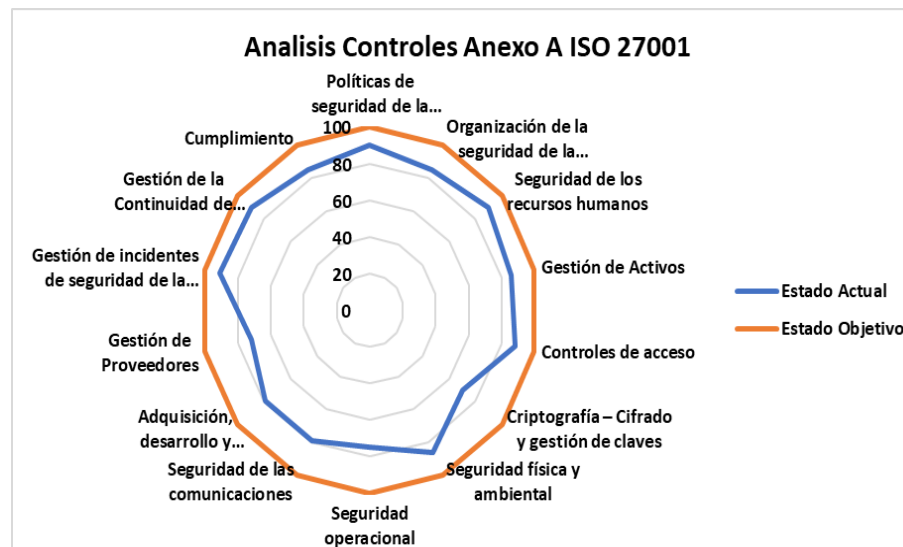 Analisis Controles Anexo A ISO 27001
Políticas de
seguridad de la...
Organización de la
seguridad de la...
Seguridad de los
recursos humanos
Gestión de Activos
Controles de acceso
Criptografía – Cifrado
y gestión de claves
Seguridad física y
ambiental
Seguridad
operacional
Seguridad de las
comunicaciones
Adquisición,
desarrollo y...
Gestión de
Proveedores
Gestión de incidentes
de seguridad de la...
Gestión de la
Continuidad de...
Cumplimiento
100
80
60
40
20
0
Estado Actual
Estado Objetivo